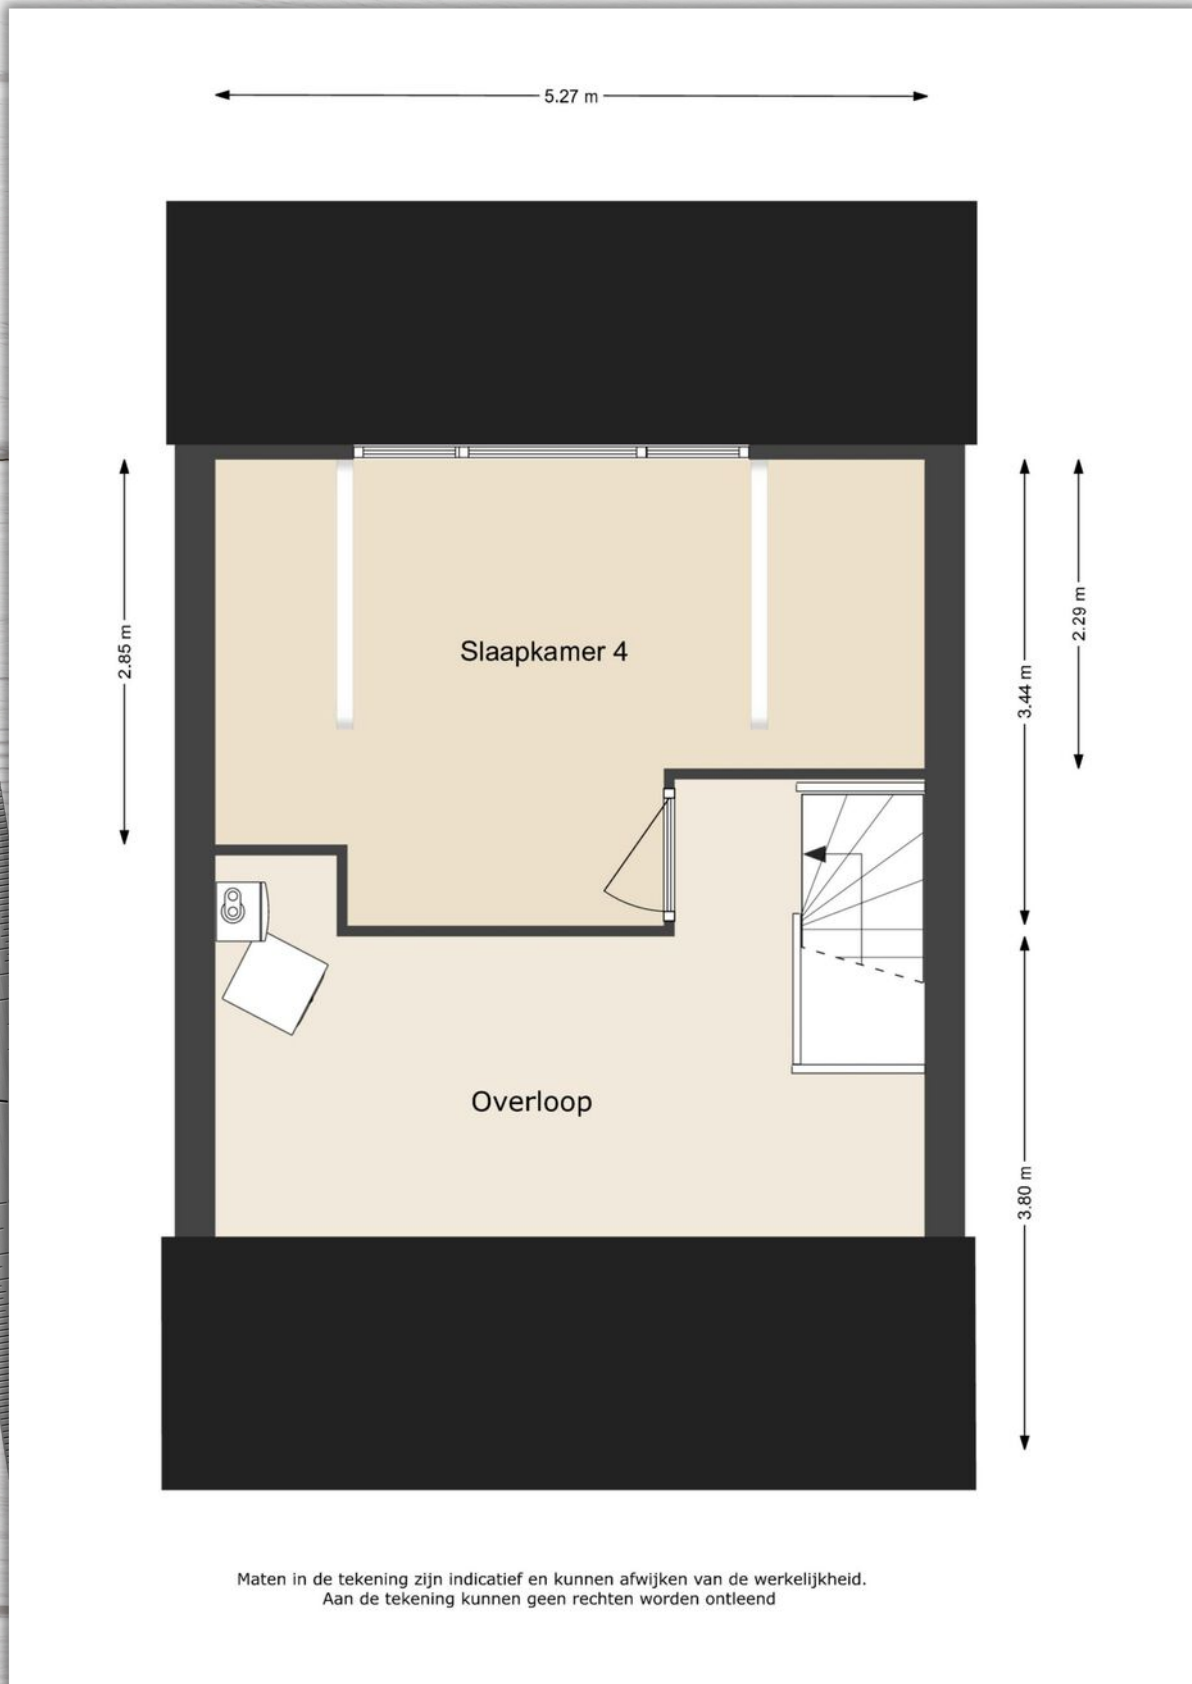 5.27 m
2.85 m
2.29 m
3.44 m
Slaapkamer 4
Overloop
3.80 m
Maten in de tekening zijn indicatief en kunnen afwijken van de werkelijkheid.
Aan de tekening kunnen geen rechten worden ontleend